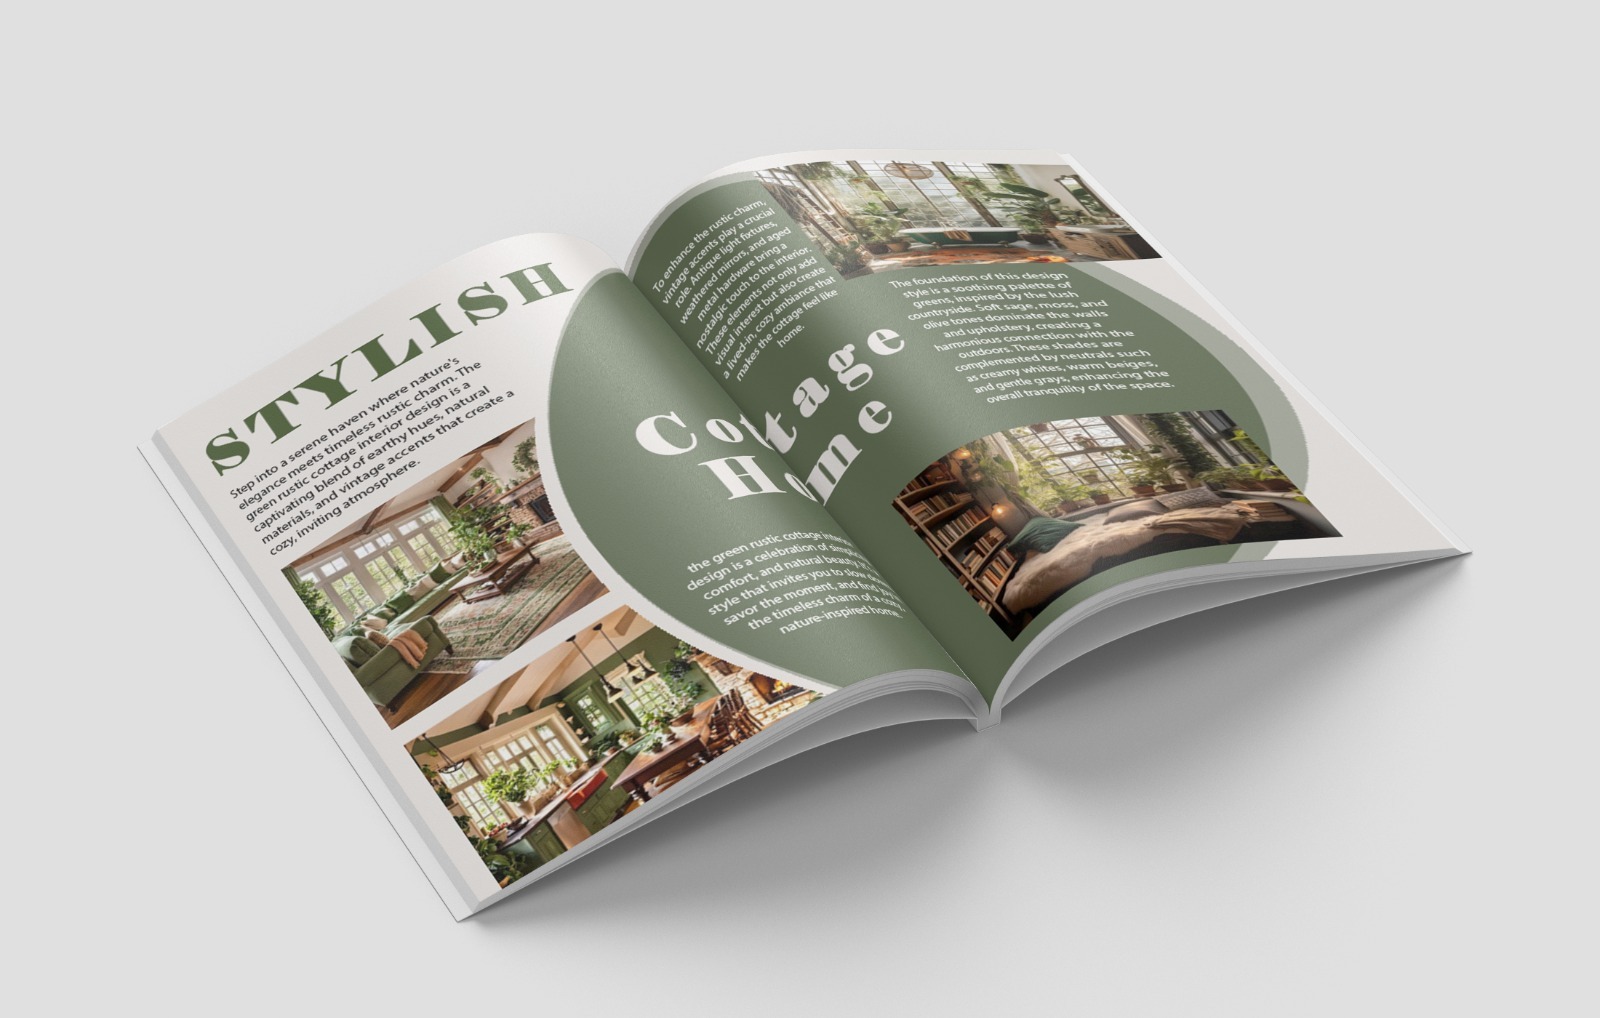 STYLISH
Step into a serene haven where nature's
elegance meets timeless rustic charm. The
green rustic cottage interior design is a
captivating blend of earthy hues, natural
materials, and vintage accents that create a
cozy, inviting atmosphere.
Cottage
Home
the green rustic cottage
design is a celebration of
comfort, and natural beauty.
style that invites you to slow
savor the moment, and find
the timeless charm of a cozy,
nature-inspired home.
To enhance the rustic charm,
vintage accents play a crucial
role. Antique light fixtures,
weathered mirrors, and aged
metal hardware bring a
nostalgic touch to the interior.
These elements not only add
visual interest but also create
a lived-in, cozy ambiance that
makes the cottage feel like
home.
The foundation of this design
style is a soothing palette of
greens, inspired by the lush
countryside. Soft sage, moss, and
olive tones dominate the walls
and upholstery, creating a
harmonious connection with the
outdoors. These shades are
complemented by neutrals such
as creamy whites, warm beiges,
and gentle grays, enhancing the
overall tranquility of the space.